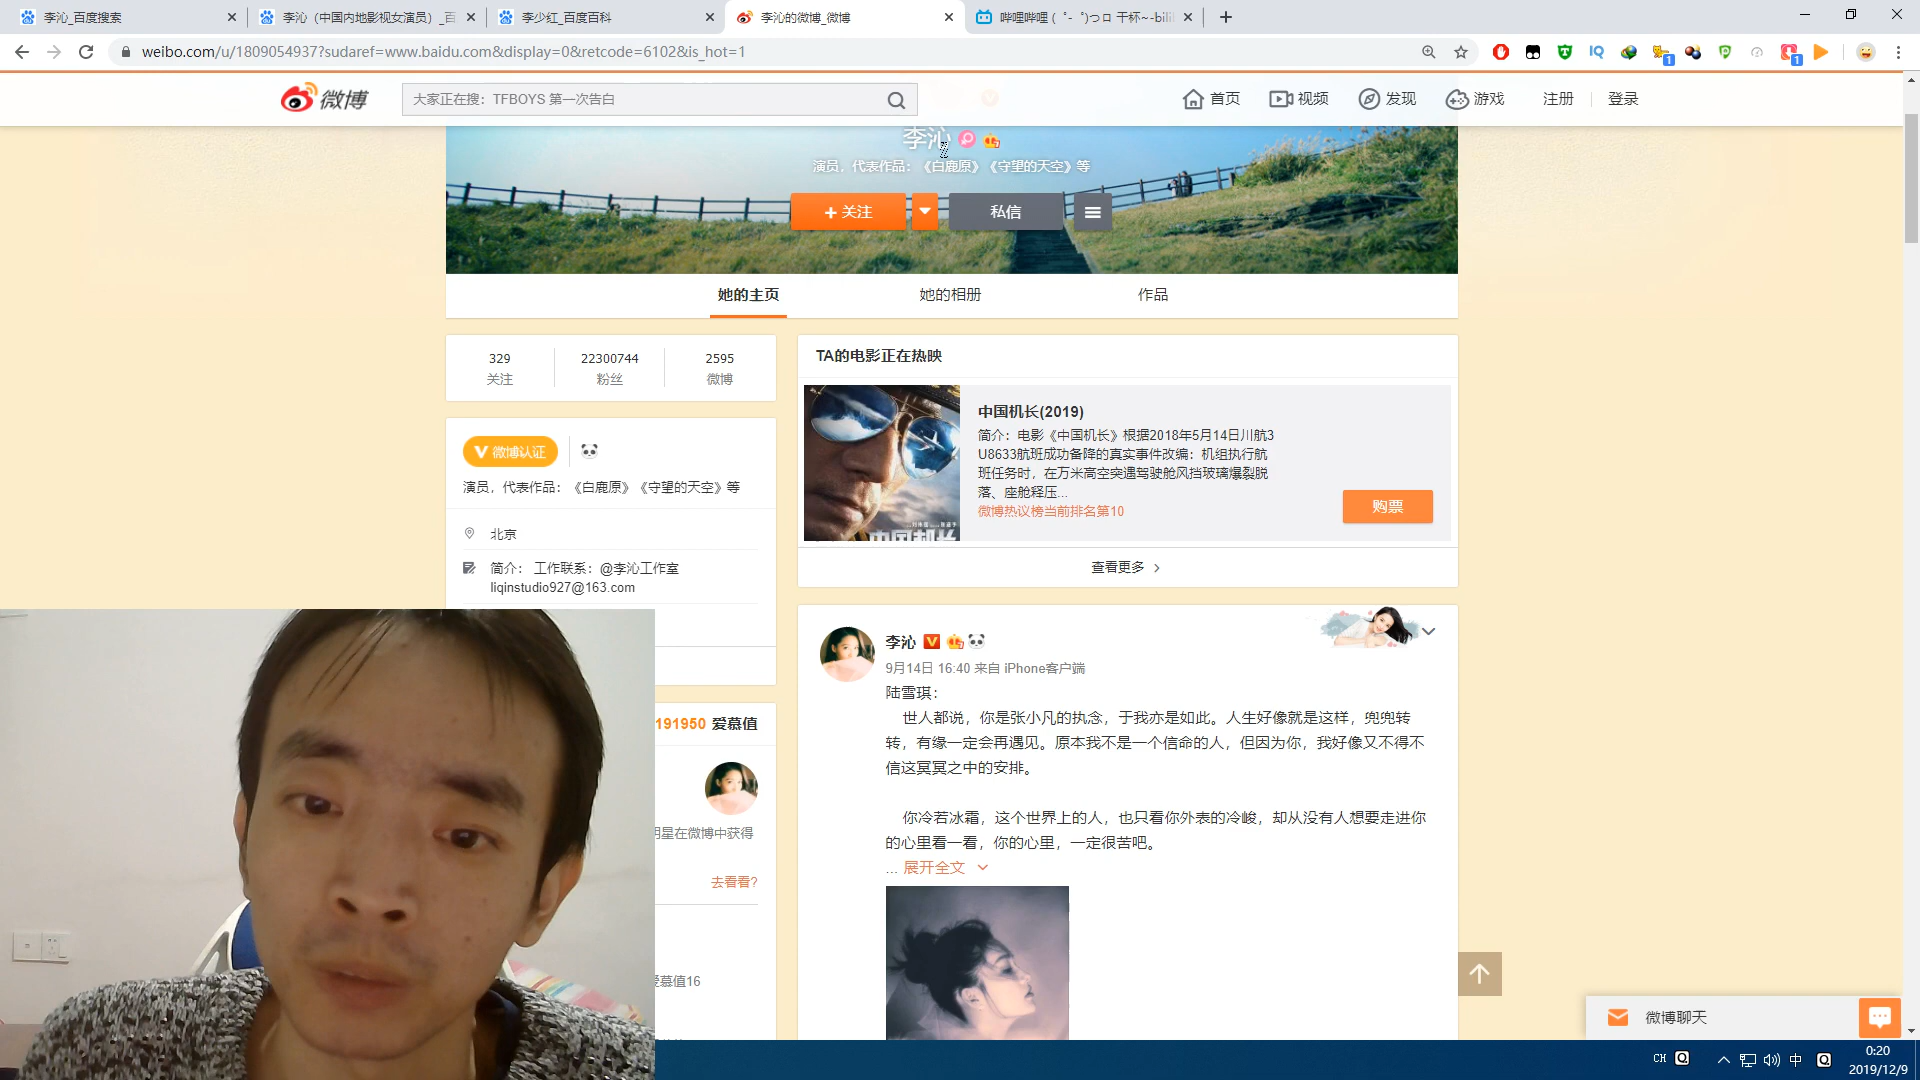 李沁_百度搜索
李沁（中国内地影视女演员）_百
李少红_百度百科
李沁的微博_微博
哔哩哔哩 (゜-゜)つロ 干杯~-bili
weibo.com/u/1809054937?sudaref=www.baidu.com&display=0&retcode=6102&is_hot=1
微博
大家正在搜：TFBOYS 第一次告白
首页
视频
发现
游戏
注册
登录
李沁
演员，代表作品：《白鹿原》《守望的天空》等
+ 关注
私信
她的主页
她的相册
作品
329
关注
22300744
粉丝
2595
微博
V 微博认证
演员，代表作品：《白鹿原》《守望的天空》等
北京
简介： 工作联系：@李沁工作室
liqinstudio927@163.com
191950 爱慕值
明星在微博中获得
去看看?
爱慕值16
TA的电影正在热映
中国机长(2019)
简介：电影《中国机长》根据2018年5月14日川航3
U8633航班成功备降的真实事件改编：机组执行航
班任务时，在万米高空突遇驾驶舱风挡玻璃爆裂脱
落、座舱释压...
微博热议榜当前排名第10
购票
中国机长
查看更多
李沁
9月14日 16:40 来自 iPhone客户端
陆雪琪：
世人都说，你是张小凡的执念，于我亦是如此。人生好像就是这样，兜兜转
转，有缘一定会再遇见。原本我不是一个信命的人，但因为你，我好像又不得不
信这冥冥之中的安排。
你冷若冰霜，这个世界上的人，也只看你外表的冷峻，却从没有人想要走进你
的心里看一看，你的心里，一定很苦吧。
... 展开全文
微博聊天
CH
中
0:20
2019/12/9